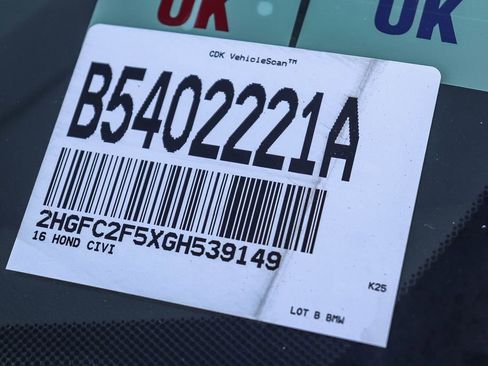 OK OK
CDK VehicleScan™
B5402221A
2HGFC2F5XGH539149
16 HOND CIVI
K25
LOT B BMW